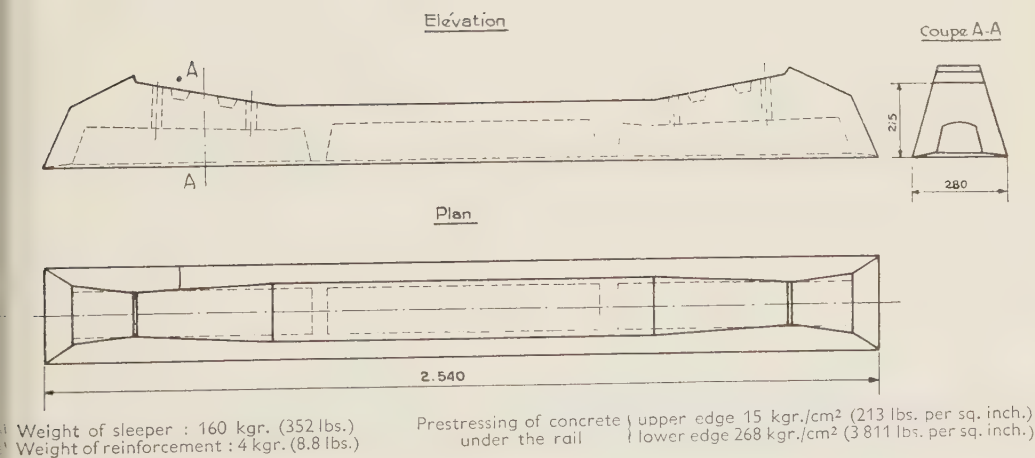 Elévation
Coupe A-A
A
A
215
280
Plan
2.540
Weight of sleeper : 160 kgr. (352 lbs.)
Weight of reinforcement : 4 kgr. (8.8 lbs.)
Prestressing of concrete under the rail
upper edge 15 kgr./cm² (213 lbs. per sq. inch.)
lower edge 268 kgr./cm² (3 811 lbs. per sq. inch.)